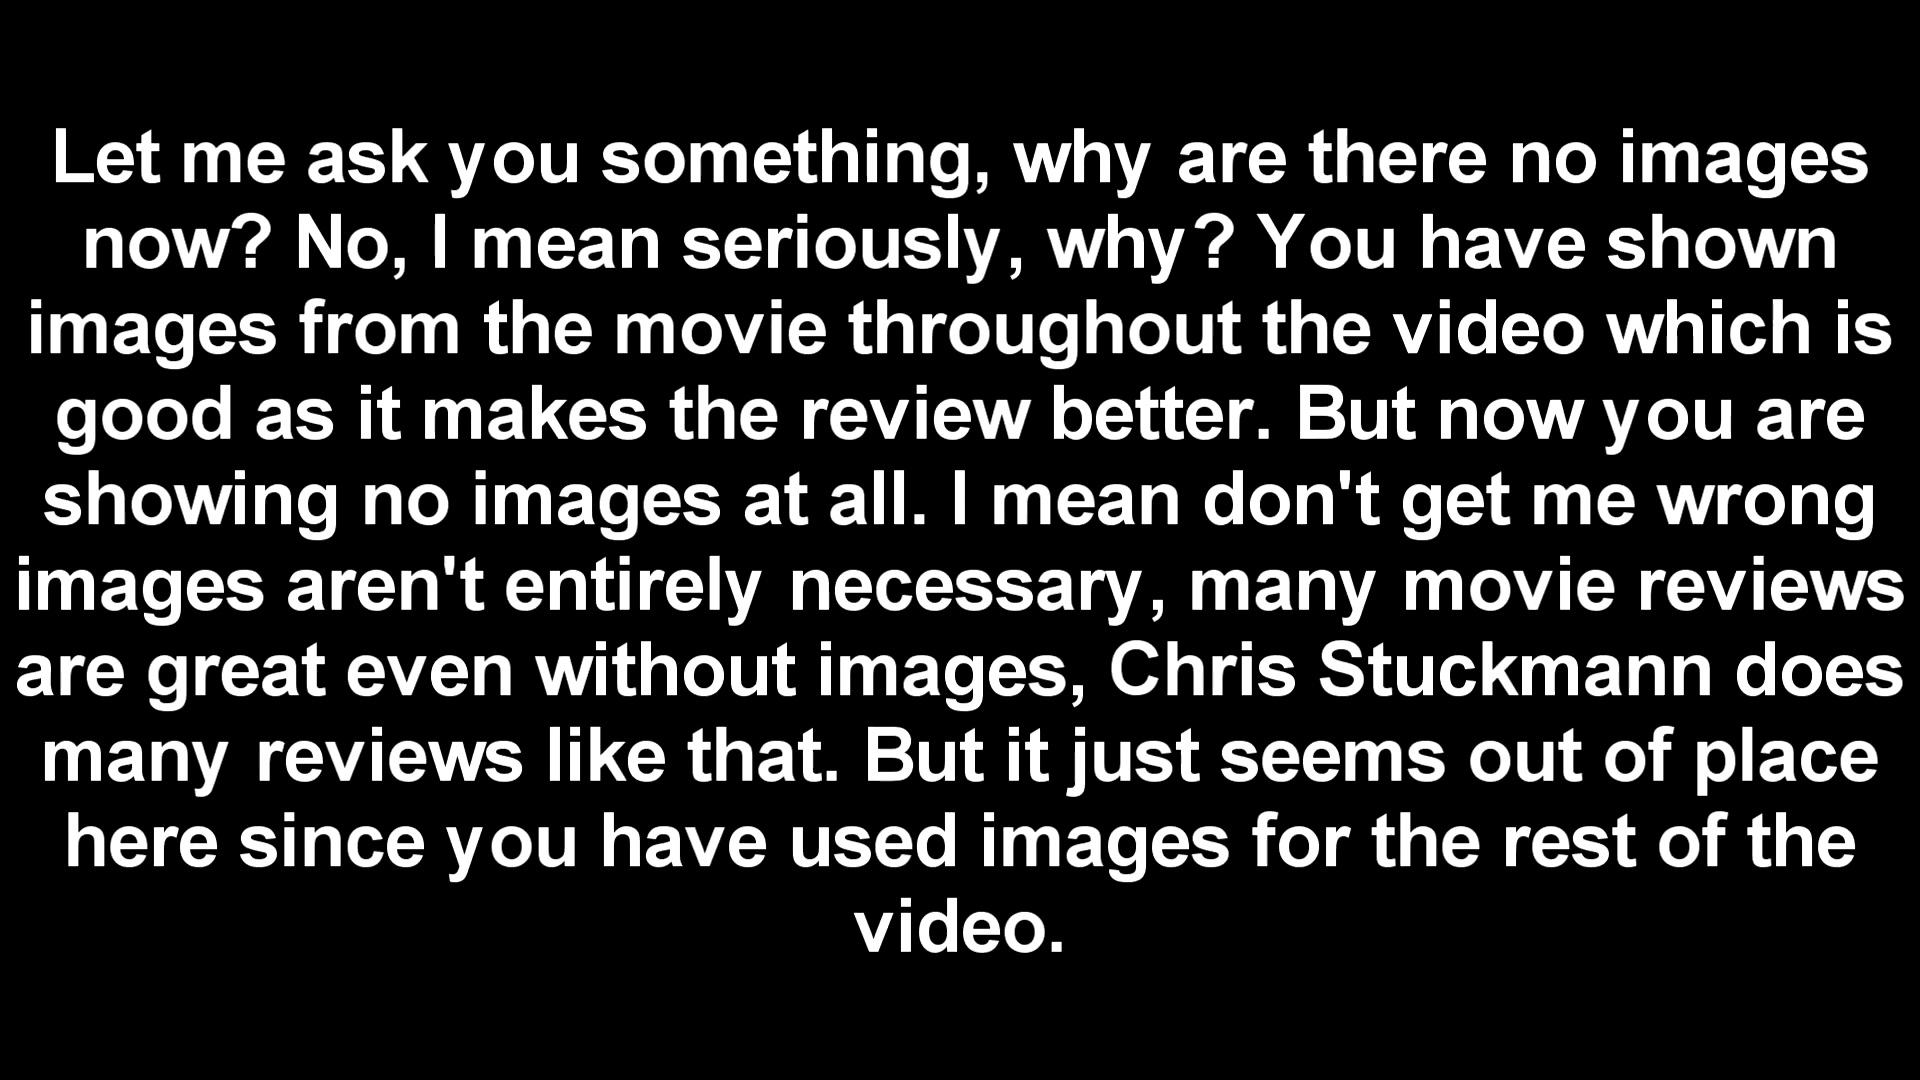 Let me ask you something, why are there no images
now? No, I mean seriously, why? You have shown
images from the movie throughout the video which is
good as it makes the review better. But now you are
showing no images at all. I mean don't get me wrong
images aren't entirely necessary, many movie reviews
are great even without images, Chris Stuckmann does
many reviews like that. But it just seems out of place
here since you have used images for the rest of the
video.